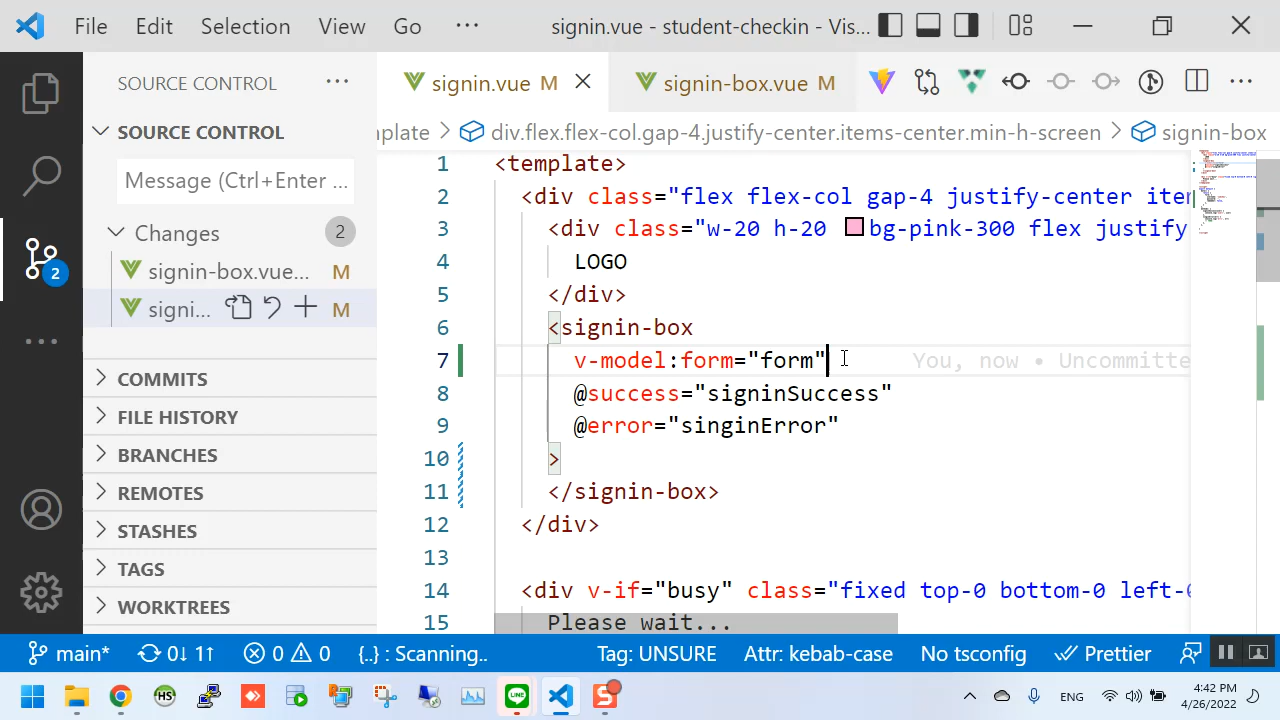 File Edit Selection View Go ··· signin.vue - student-checkin - Vis...
SOURCE CONTROL ···
signin.vue M
signin-box.vue M
SOURCE CONTROL
mplate > div.flex.flex-col.gap-4.justify-center.items-center.min-h-screen > signin-box
Message (Ctrl+Enter ...
Changes 2
signin-box.vue... M
signi... M
2
COMMITS
FILE HISTORY
BRANCHES
REMOTES
STASHES
TAGS
WORKTREES
1 <template>
2 <div class="flex flex-col gap-4 justify-center item
3 <div class="w-20 h-20 bg-pink-300 flex justify
4 LOGO
5 </div>
6 <signin-box
7 v-model:form="form" You, now • Uncommitte
8 @success="signinSuccess"
9 @error="singinError"
10 >
11 </signin-box>
12 </div>
13
14 <div v-if="busy" class="fixed top-0 bottom-0 left-0
15 Please wait...
main* 0↓ 1↑ 0 0 {..} : Scanning.. Tag: UNSURE Attr: kebab-case No tsconfig Prettier
HS
LINE
S
ENG
4:42 PM
4/26/2022